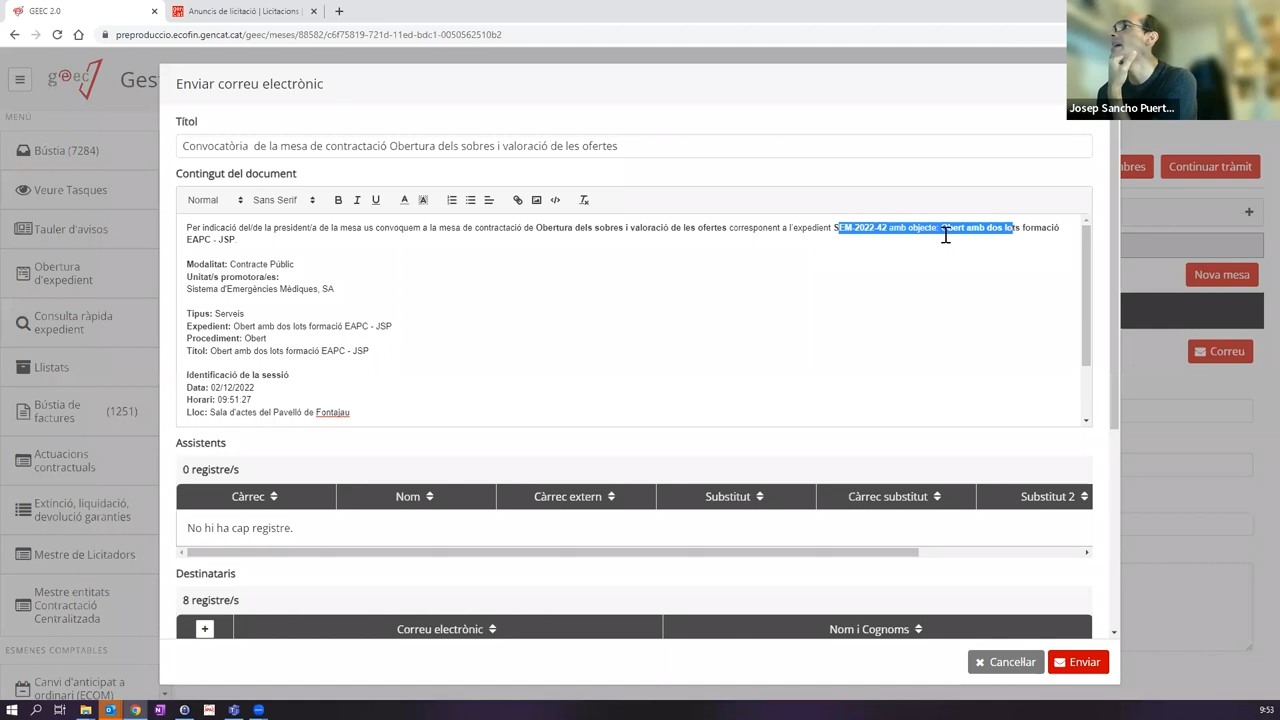 GEEC 2.0
Anuncis de licitació | Licitacions
preproduccio.ecofin.gencat.cat/geec/meses/88582/c6f75819-721d-11ed-bdc1-0050562510b2
Josep Sancho Puert...
geec
Gest
MENÚ
Bústia (7284)
Veure Tasques
Tauler d'avisos
Obertura
d'expedient
Consulta ràpida
expedient
Llistats
Bústia de
factures
(1251)
Actuacions
contractuals
Extinció, liquidació,
devolució garanties
Mestre de Licitadors
Mestre entitats
Contractació
Centralitzada
ESMENES COMPTABLES
Canvi d'anticipat a
ordinari (ECOM)
Enviar correu electrònic
Títol
Convocatòria de la mesa de contractació Obertura dels sobres i valoració de les ofertes
Contingut del document
Normal
Sans Serif
Per indicació del/de la president/a de la mesa us convoquem a la mesa de contractació de Obertura dels sobres i valoració de les ofertes corresponent a l'expedient SEM-2022-42 amb objecte: Obert amb dos lots formació
EAPC - JSP.
Modalitat: Contracte Públic
Unitat/s promotora/es:
Sistema d'Emergències Mèdiques, SA
Tipus: Serveis
Expedient: Obert amb dos lots formació EAPC - JSP
Procediment: Obert
Títol: Obert amb dos lots formació EAPC - JSP
Identificació de la sessió
Data: 02/12/2022
Horari: 09:51:27
Lloc: Sala d'actes del Pavelló de Fontajau
Assistents
0 registre/s
Càrrec
Nom
Càrrec extern
Substitut
Càrrec substitut
Substitut 2
No hi ha cap registre.
Destinataris
8 registre/s
Correu electrònic
Nom i Cognoms
Cancel·lar
Enviar
mbres
Continuar tràmit
Nova mesa
Correu
9:53